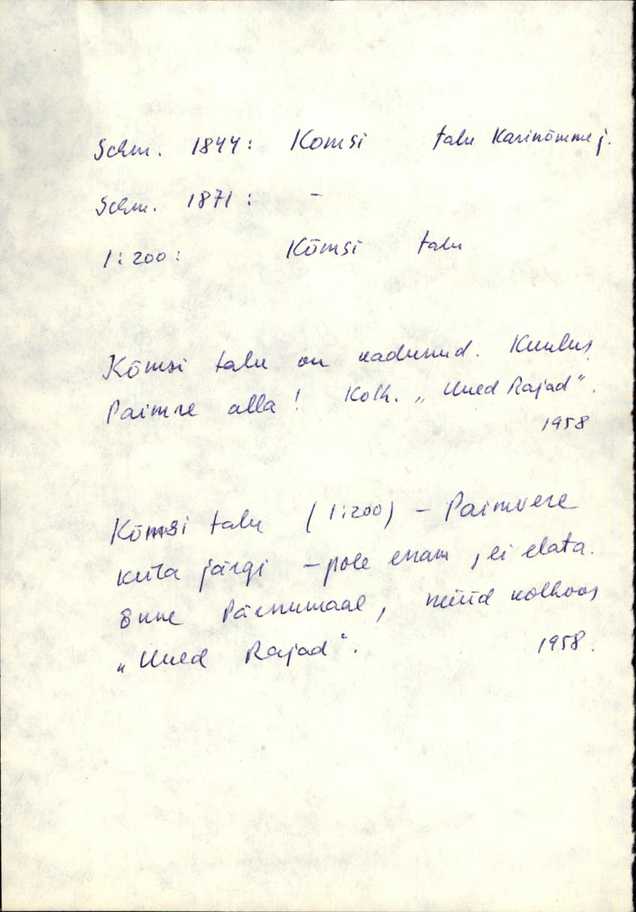 Schm. 1844: Komsi talu Karinõmme j.
Schm. 1871: -
1:200: Kõmsi talu
Kõmsi talu on kadunud. Kuulus
Paimre alla! Kolh. „Uued Rajad“.
1958
Kõmsi talu (1:200) – Paimvere
küla järgi – pole enam, ei elata.
Enne Pärnumaal, nüüd kolhoos
„Uued Rajad“. 1958.